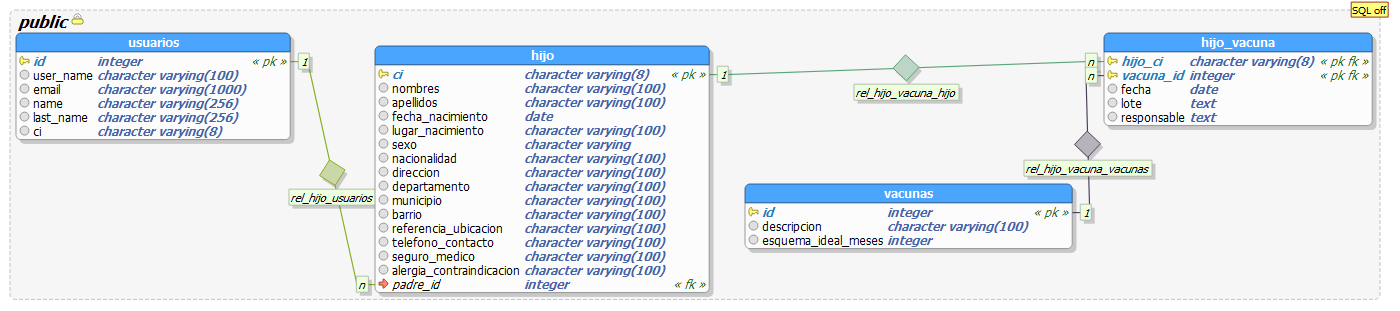 SQL off
public
usuarios
id integer « pk »
user_name character varying(100)
email character varying(1000)
name character varying(256)
last_name character varying(256)
ci character varying(8)
1
rel_hijo_usuarios
n
hijo
ci character varying(8) « pk »
nombres character varying(100)
apellidos character varying(100)
fecha_nacimiento date
lugar_nacimiento character varying(100)
sexo character varying
nacionalidad character varying(100)
direccion character varying(100)
departamento character varying(100)
municipio character varying(100)
barrio character varying(100)
referencia_ubicacion character varying(100)
telefono_contacto character varying(100)
seguro_medico character varying(100)
alergia_contraindicacion character varying(100)
padre_id integer « fk »
1
rel_hijo_vacuna_hijo
n
n
hijo_vacuna
hijo_ci character varying(8) « pk fk »
vacuna_id integer « pk fk »
fecha date
lote text
responsable text
rel_hijo_vacuna_vacunas
vacunas
id integer « pk »
descripcion character varying(100)
esquema_ideal_meses integer
1